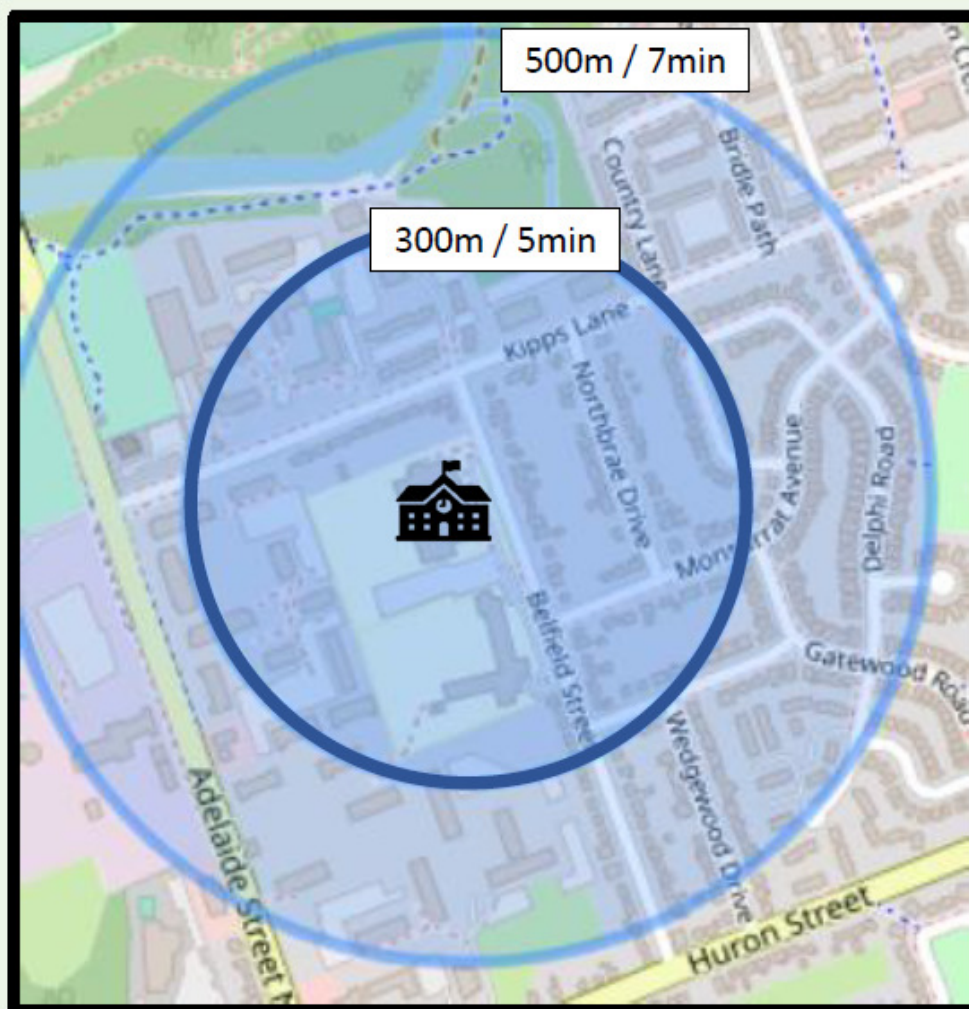 500m / 7min
Country Lane
Bridle Path
300m / 5min
Kipps Lane
Northbrae Drive
Monsarrat Avenue
Delphi Road
Belfield Street
Gatewood Road
Wedgewood Drive
Adelaide Street N
Huron Street